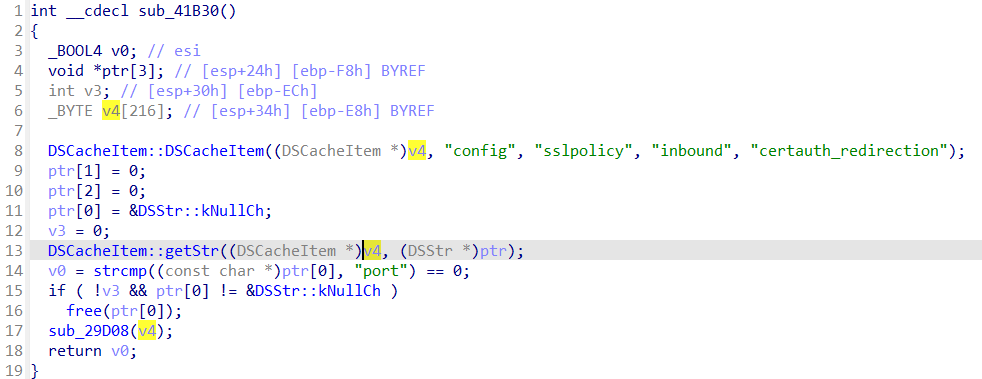 1 int __cdecl sub_41B30()
2 {
3 _BOOL4 v0; // esi
4 void *ptr[3]; // [esp+24h] [ebp-F8h] BYREF
5 int v3; // [esp+30h] [ebp-ECh]
6 _BYTE v4[216]; // [esp+34h] [ebp-E8h] BYREF
7
8 DSCacheItem::DSCacheItem((DSCacheItem *)v4, "config", "sslpolicy", "inbound", "certauth_redirection");
9 ptr[1] = 0;
10 ptr[2] = 0;
11 ptr[0] = &DSStr::kNullCh;
12 v3 = 0;
13 DSCacheItem::getStr((DSCacheItem *)v4, (DSStr *)ptr);
14 v0 = strcmp((const char *)ptr[0], "port") == 0;
15 if ( !v3 && ptr[0] != &DSStr::kNullCh )
16 free(ptr[0]);
17 sub_29D08(v4);
18 return v0;
19 }